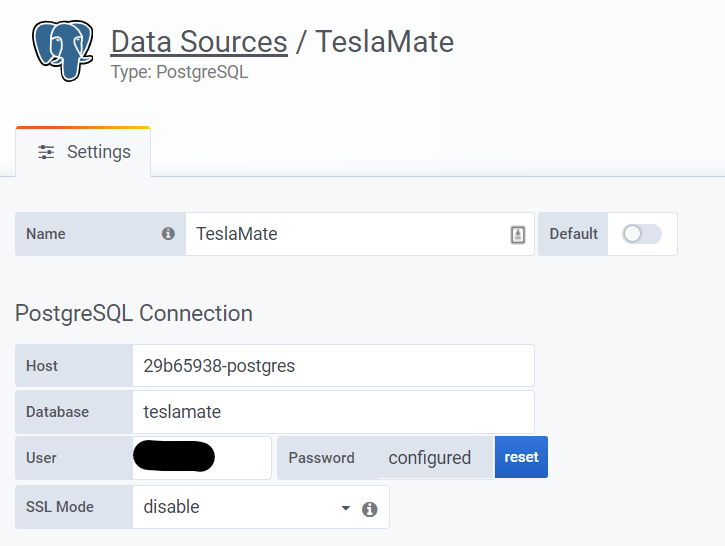 Data Sources / TeslaMate
Type: PostgreSQL
Settings
Name TeslaMate Default
PostgreSQL Connection
Host 29b65938-postgres
Database teslamate
User Password configured reset
SSL Mode disable